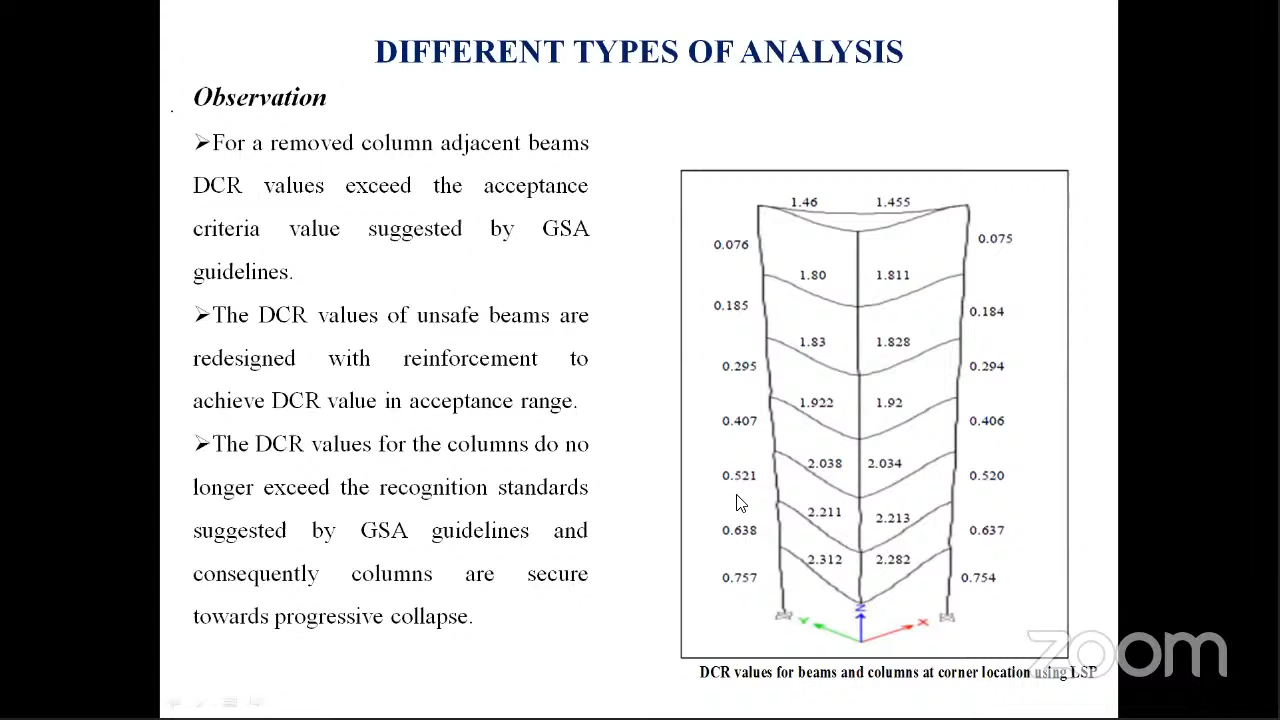 DIFFERENT TYPES OF ANALYSIS
Observation
➢For a removed column adjacent beams
DCR values exceed the acceptance
criteria value suggested by GSA
guidelines.
➢The DCR values of unsafe beams are
redesigned with reinforcement to
achieve DCR value in acceptance range.
➢The DCR values for the columns do no
longer exceed the recognition standards
suggested by GSA guidelines and
consequently columns are secure
towards progressive collapse.
1.46 1.455
0.076 0.075
1.80 1.811
0.185 0.184
1.83 1.828
0.295 0.294
1.922 1.92
0.407 0.406
2.038 2.034
0.521 0.520
2.211 2.213
0.638 0.637
2.312 2.282
0.757 0.754
Z
Y X
DCR values for beams and columns at corner location using LSP
zoom